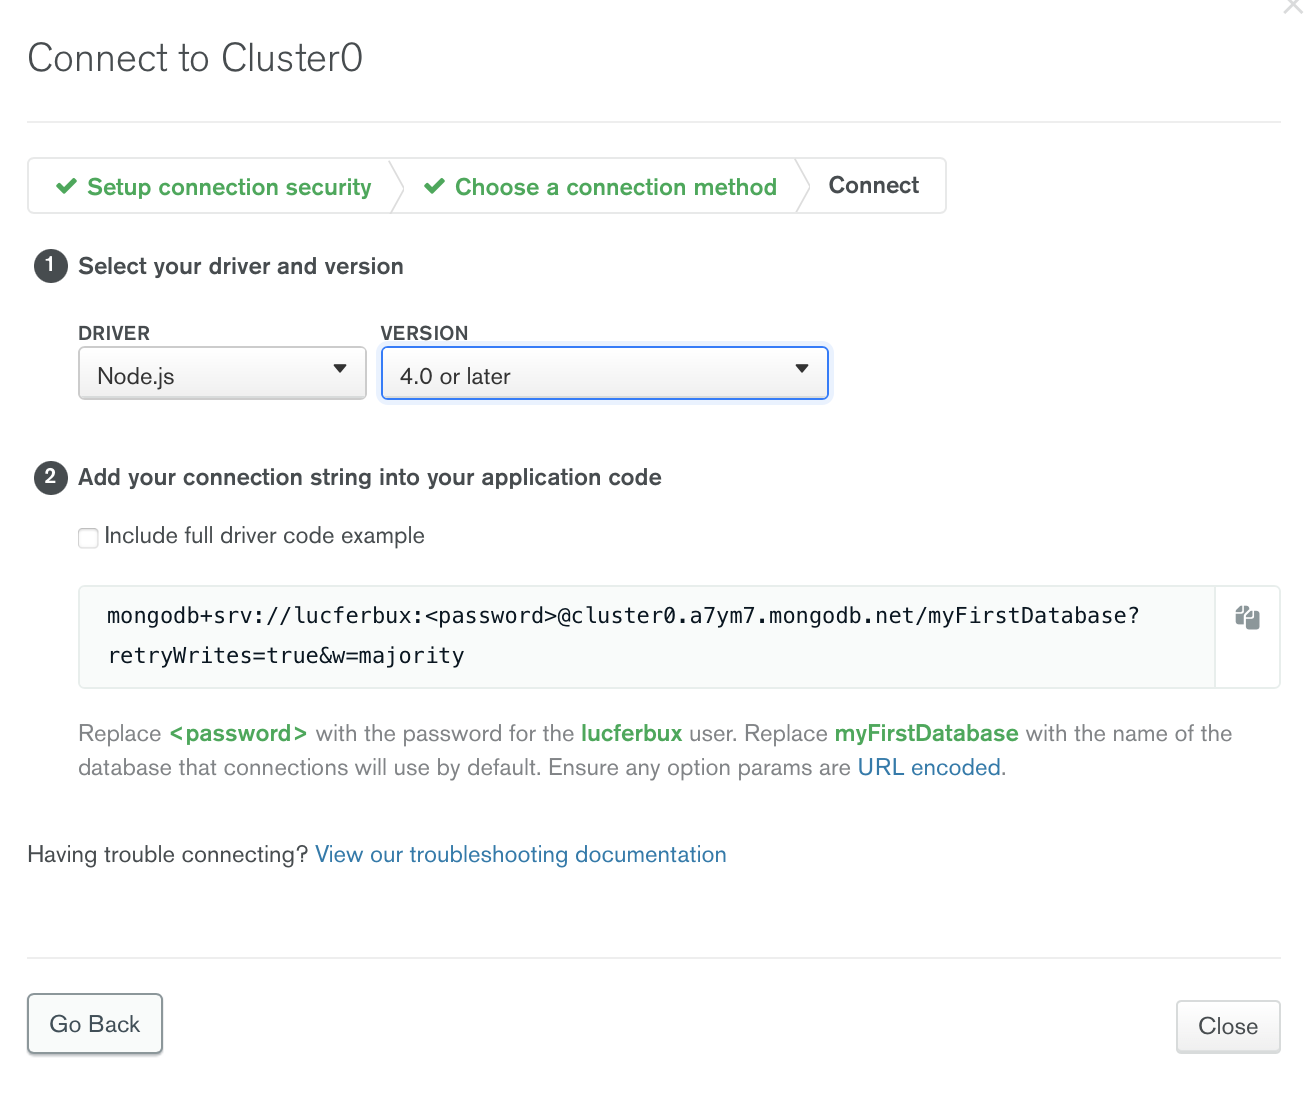 Connect to Cluster0
Setup connection security
Choose a connection method
Connect
1 Select your driver and version
DRIVER
VERSION
Node.js
4.0 or later
2 Add your connection string into your application code
Include full driver code example
mongodb+srv://lucferbux:<password>@cluster0.a7ym7.mongodb.net/myFirstDatabase?
retryWrites=true&w=majority
Replace <password> with the password for the lucferbux user. Replace myFirstDatabase with the name of the
database that connections will use by default. Ensure any option params are URL encoded.
Having trouble connecting? View our troubleshooting documentation
Go Back
Close